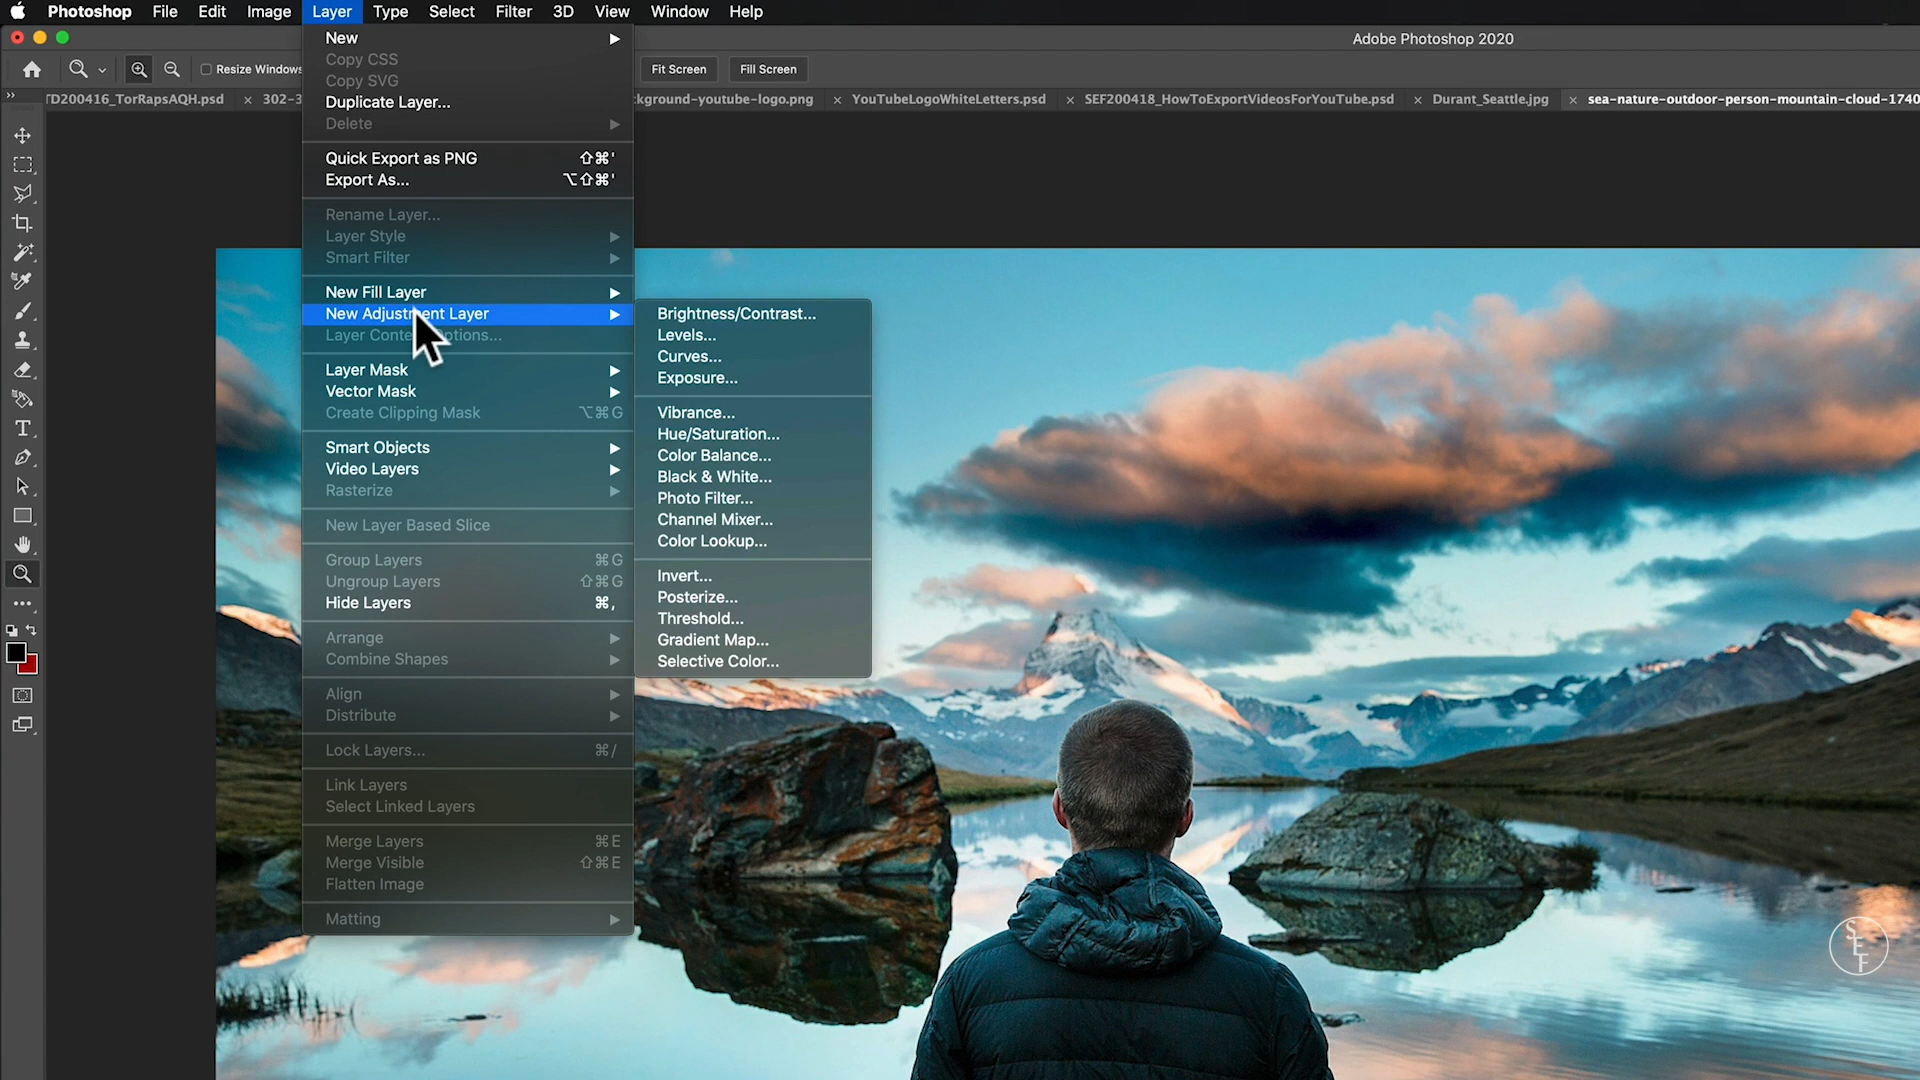 Photoshop File Edit Image Layer Type Select Filter 3D View Window Help
Adobe Photoshop 2020
Resize Windows Fit Screen Fill Screen
TD200416_TorRapsAQH.psd × 302-3 kground-youtube-logo.png × YouTubeLogoWhiteLetters.psd × SEF200418_HowToExportVideosForYouTube.psd × Durant_Seattle.jpg × sea-nature-outdoor-person-mountain-cloud-1740
New
Copy CSS
Copy SVG
Duplicate Layer...
Delete
Quick Export as PNG ⇧⌘'
Export As... ⌥⇧⌘'
Rename Layer...
Layer Style
Smart Filter
New Fill Layer
New Adjustment Layer
Layer Content Options...
Layer Mask
Vector Mask
Create Clipping Mask ⌥⌘G
Smart Objects
Video Layers
Rasterize
New Layer Based Slice
Group Layers ⌘G
Ungroup Layers ⇧⌘G
Hide Layers ⌘,
Arrange
Combine Shapes
Align
Distribute
Lock Layers... ⌘/
Link Layers
Select Linked Layers
Merge Layers ⌘E
Merge Visible ⇧⌘E
Flatten Image
Matting
Brightness/Contrast...
Levels...
Curves...
Exposure...
Vibrance...
Hue/Saturation...
Color Balance...
Black & White...
Photo Filter...
Channel Mixer...
Color Lookup...
Invert...
Posterize...
Threshold...
Gradient Map...
Selective Color...
SEF